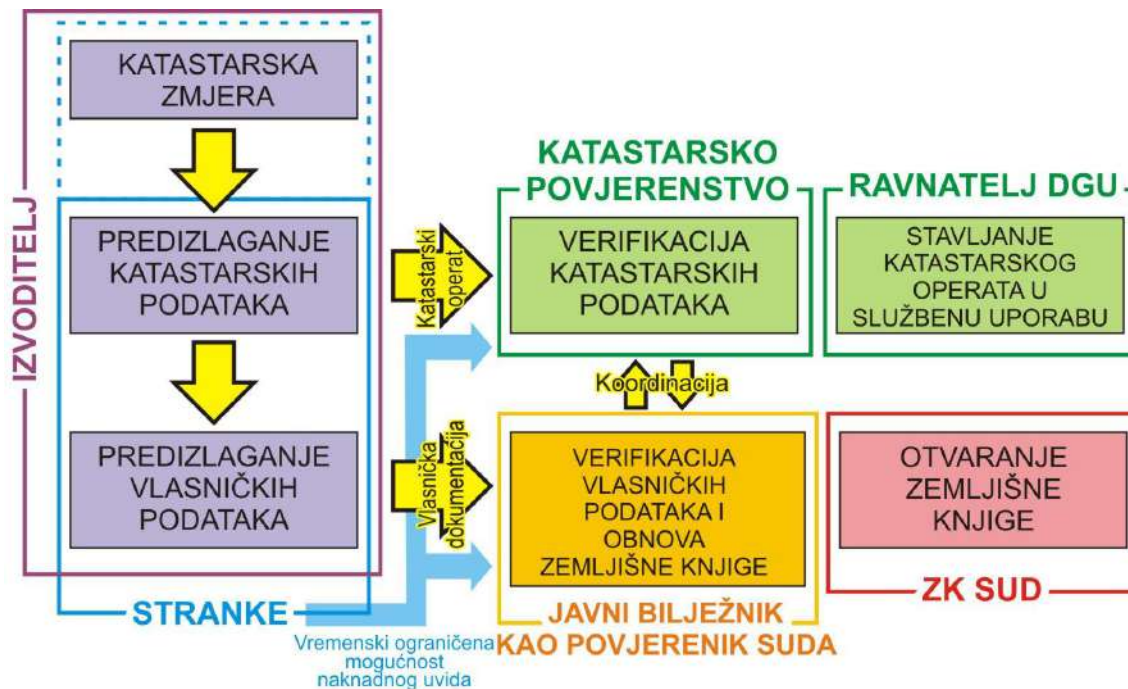 IZVODITELJ
KATASTARSKA
ZMJERA
PREDIZLAGANJE
KATASTARSKIH
PODATAKA
PREDIZLAGANJE
VLASNIČKIH
PODATAKA
STRANKE
Katastarski
operat
Vlasnička
dokumentacija
Vremenski ograničena
mogućnost
naknadnog uvida
KATASTARSKO
POVJERENSTVO
VERIFIKACIJA
KATASTARSKIH
PODATAKA
Koordinacija
VERIFIKACIJA
VLASNIČKIH
PODATAKA I
OBNOVA
ZEMLJIŠNE KNJIGE
JAVNI BILJEŽNIK
KAO POVJERENIK SUDA
RAVNATELJ DGU
STAVLJANJE
KATASTARSKOG
OPERATA U
SLUŽBENU UPORABU
OTVARANJE
ZEMLJIŠNE
KNJIGE
ZK SUD